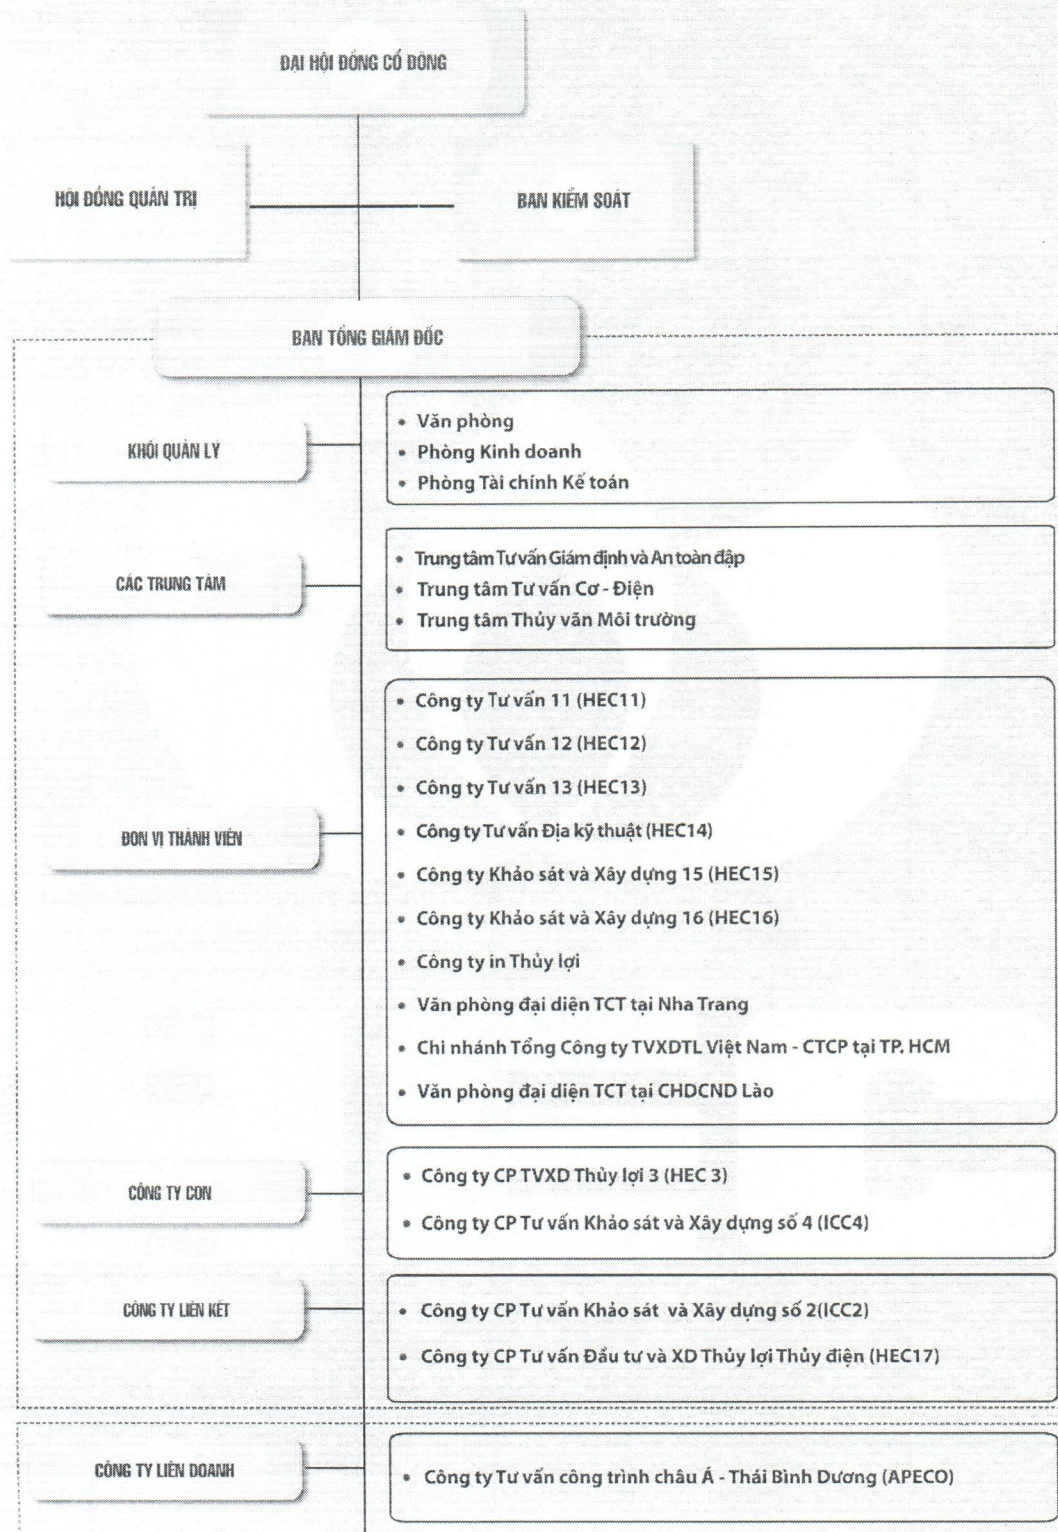 ĐẠI HỘI ĐỒNG CỔ ĐÔNG
HỘI ĐỒNG QUẢN TRỊ
BAN KIỂM SOÁT
BAN TỔNG GIÁM ĐỐC
KHỐI QUẢN LÝ
• Văn phòng
• Phòng Kinh doanh
• Phòng Tài chính Kế toán
CÁC TRUNG TÂM
• Trung tâm Tư vấn Giám định và An toàn đập
• Trung tâm Tư vấn Cơ - Điện
• Trung tâm Thủy văn Môi trường
ĐƠN VỊ THÀNH VIÊN
• Công ty Tư vấn 11 (HEC11)
• Công ty Tư vấn 12 (HEC12)
• Công ty Tư vấn 13 (HEC13)
• Công ty Tư vấn Địa kỹ thuật (HEC14)
• Công ty Khảo sát và Xây dựng 15 (HEC15)
• Công ty Khảo sát và Xây dựng 16 (HEC16)
• Công ty in Thủy lợi
• Văn phòng đại diện TCT tại Nha Trang
• Chi nhánh Tổng Công ty TVXDTL Việt Nam - CTCP tại TP. HCM
• Văn phòng đại diện TCT tại CHDCND Lào
CÔNG TY CON
• Công ty CP TVXD Thủy lợi 3 (HEC 3)
• Công ty CP Tư vấn Khảo sát và Xây dựng số 4 (ICC4)
CÔNG TY LIÊN KẾT
• Công ty CP Tư vấn Khảo sát và Xây dựng số 2(ICC2)
• Công ty CP Tư vấn Đầu tư và XD Thủy lợi Thủy điện (HEC17)
CÔNG TY LIÊN DOANH
• Công ty Tư vấn công trình châu Á - Thái Bình Dương (APECO)